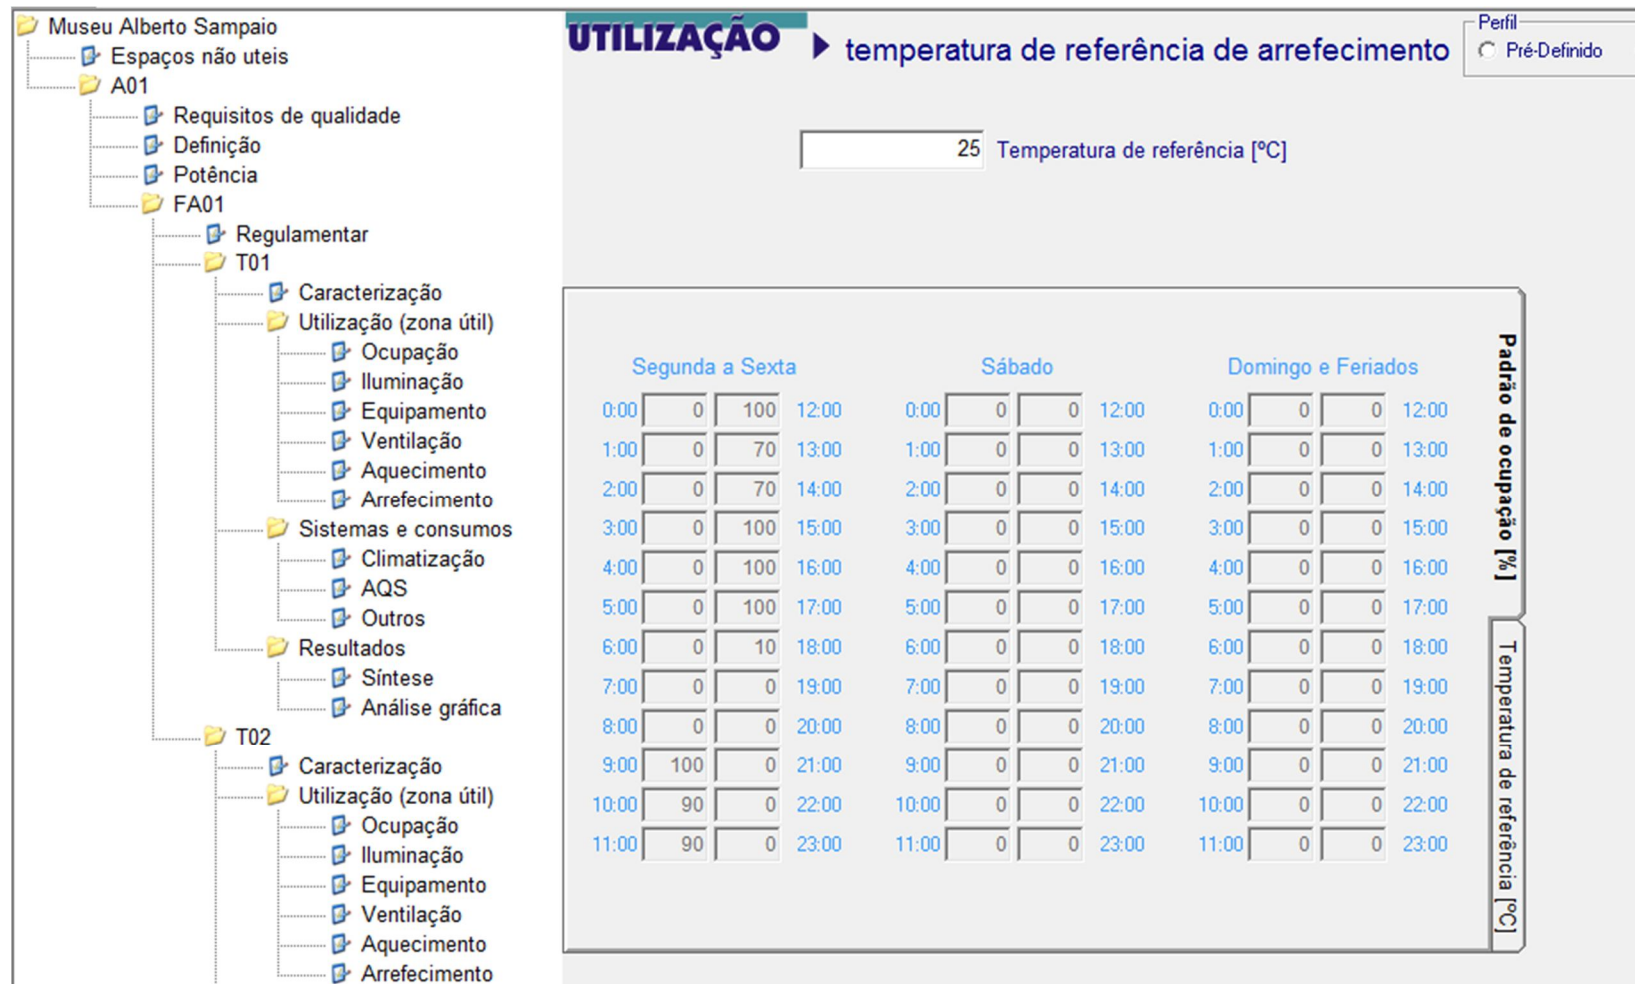 Museu Alberto Sampaio
Espaços não uteis
A01
Requisitos de qualidade
Definição
Potência
FA01
Regulamentar
T01
Caracterização
Utilização (zona útil)
Ocupação
Iluminação
Equipamento
Ventilação
Aquecimento
Arrefecimento
Sistemas e consumos
Climatização
AQS
Outros
Resultados
Síntese
Análise gráfica
T02
Caracterização
Utilização (zona útil)
Ocupação
Iluminação
Equipamento
Ventilação
Aquecimento
Arrefecimento
UTILIZAÇÃO temperatura de referência de arrefecimento
Perfil
Pré-Definido
25 Temperatura de referência [ºC]
Segunda a Sexta Sábado Domingo e Feriados
0:00 0 100 12:00 0:00 0 0 12:00 0:00 0 0 12:00
1:00 0 70 13:00 1:00 0 0 13:00 1:00 0 0 13:00
2:00 0 70 14:00 2:00 0 0 14:00 2:00 0 0 14:00
3:00 0 100 15:00 3:00 0 0 15:00 3:00 0 0 15:00
4:00 0 100 16:00 4:00 0 0 16:00 4:00 0 0 16:00
5:00 0 100 17:00 5:00 0 0 17:00 5:00 0 0 17:00
6:00 0 10 18:00 6:00 0 0 18:00 6:00 0 0 18:00
7:00 0 0 19:00 7:00 0 0 19:00 7:00 0 0 19:00
8:00 0 0 20:00 8:00 0 0 20:00 8:00 0 0 20:00
9:00 100 0 21:00 9:00 0 0 21:00 9:00 0 0 21:00
10:00 90 0 22:00 10:00 0 0 22:00 10:00 0 0 22:00
11:00 90 0 23:00 11:00 0 0 23:00 11:00 0 0 23:00
Padrão de ocupação [%]
Temperatura de referência [ºC]